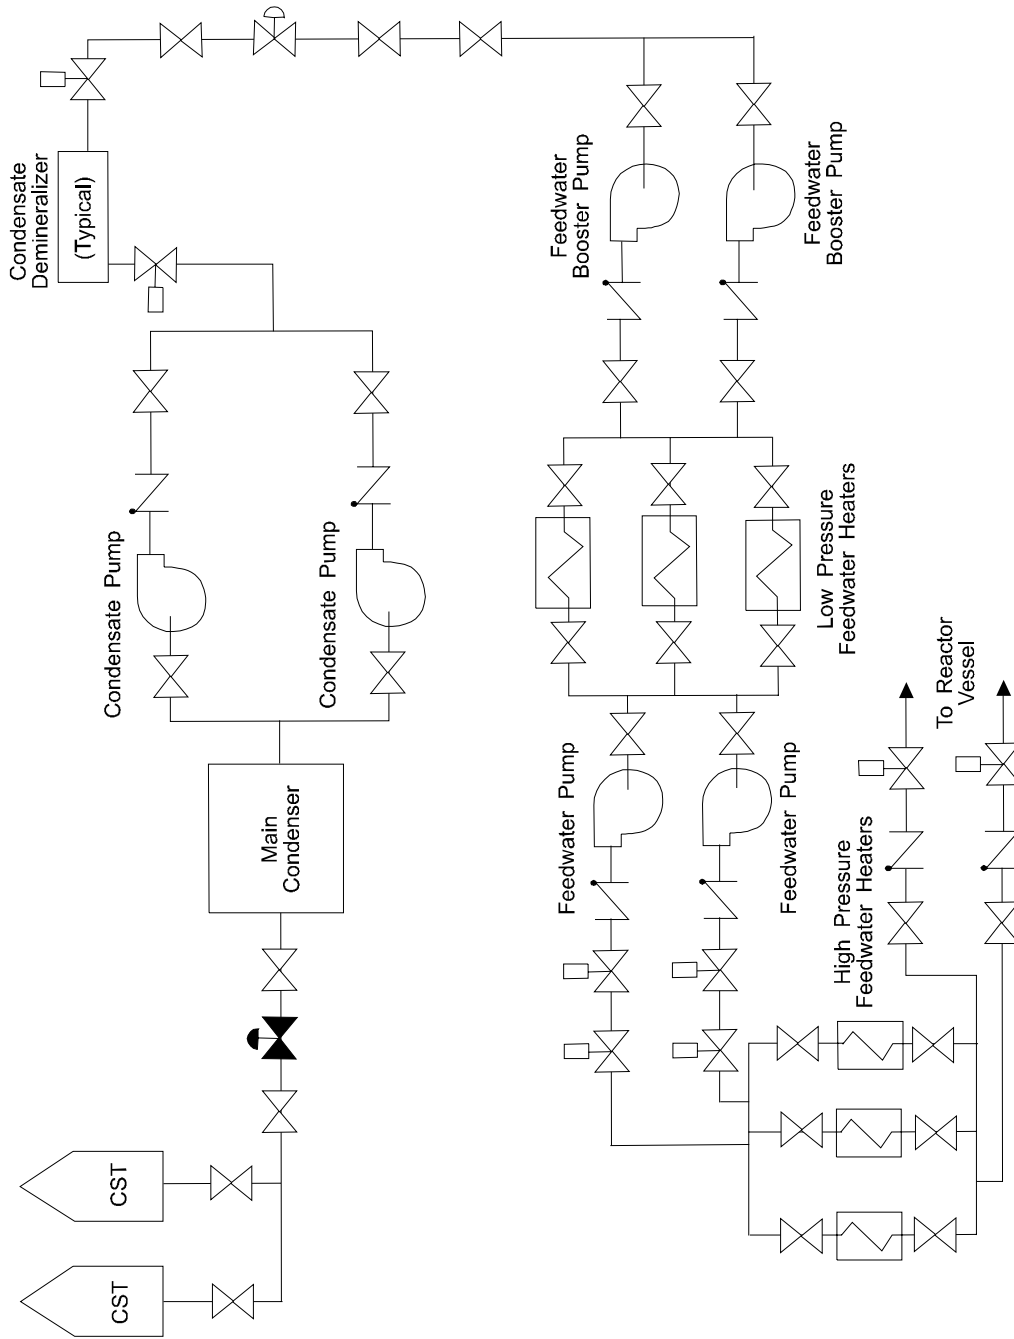 Condensate
Demineralizer
(Typical)
Feedwater
Booster Pump
Feedwater
Booster Pump
Condensate Pump
Condensate Pump
Low Pressure
Feedwater Heaters
To Reactor
Vessel
Main
Condenser
Feedwater Pump
Feedwater Pump
High Pressure
Feedwater Heaters
CST
CST